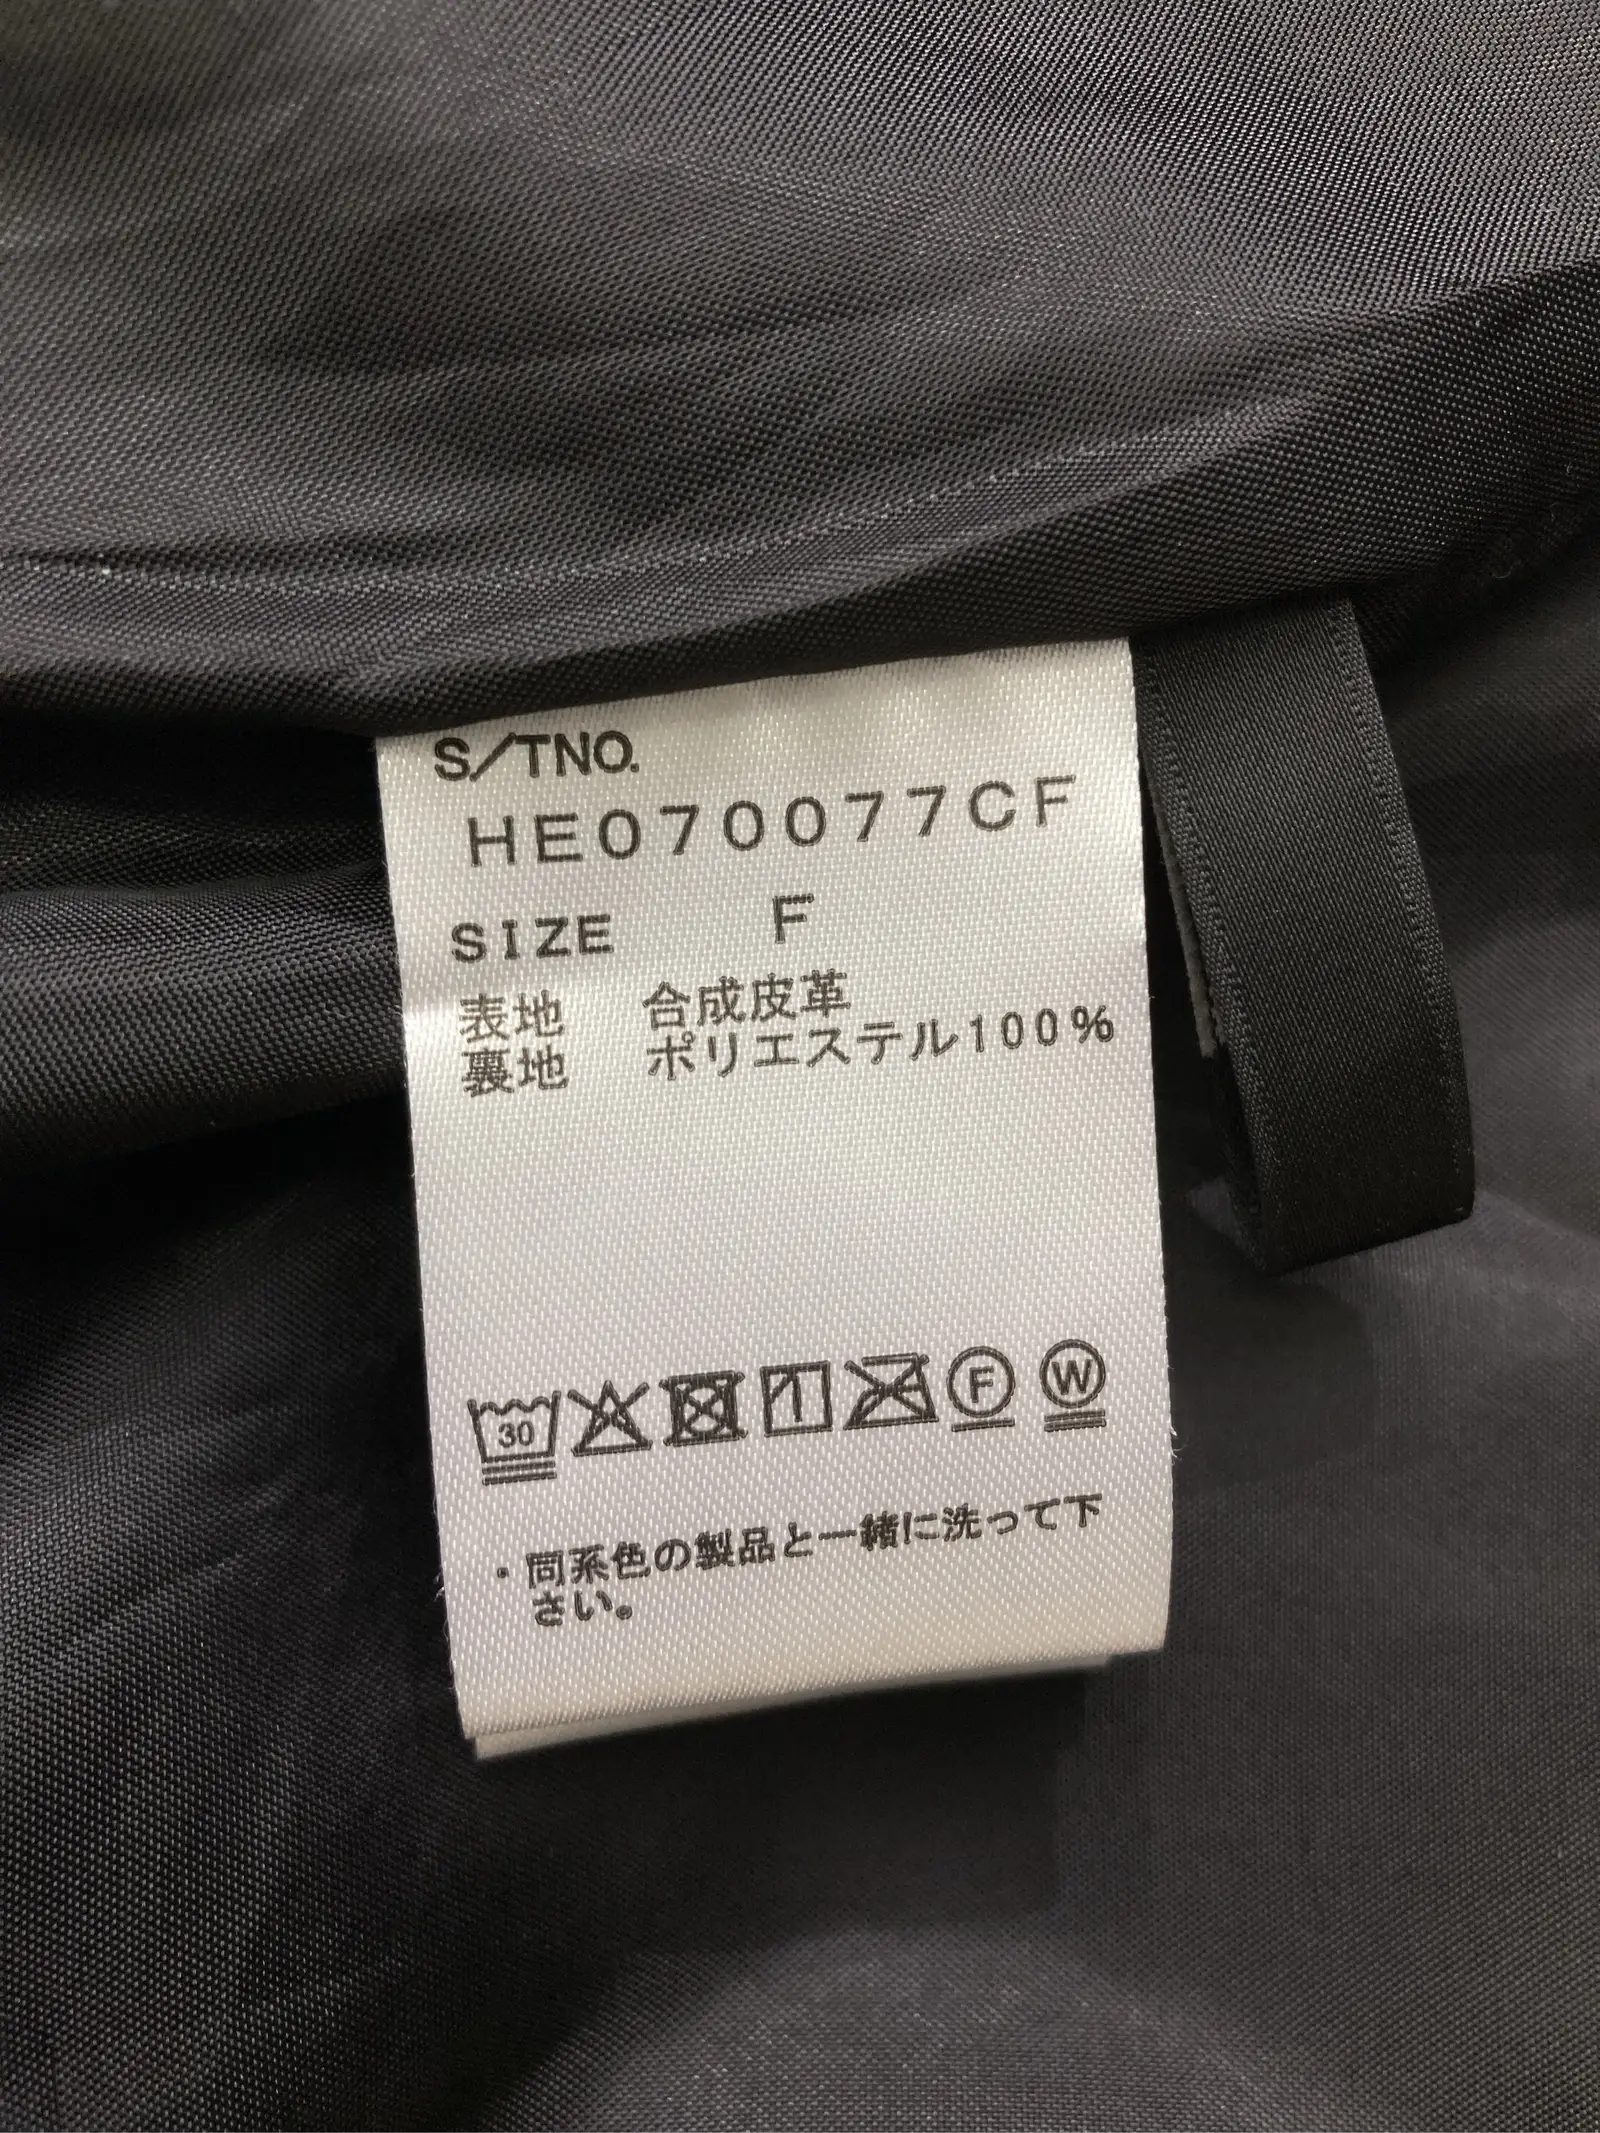 S/TNO.
HE070077CF
SIZE F
表地 合成皮革
裏地 ポリエステル100%
30
F
W
・同系色の製品と一緒に洗って下
さい。